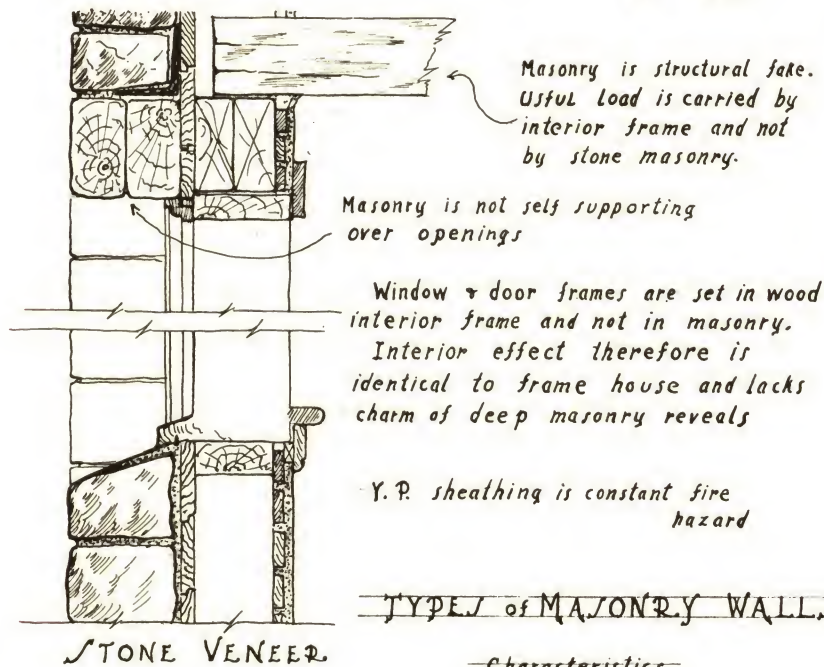 Masonry is structural fake.
Usful Load is carried by
interior frame and not
by stone masonry.
Masonry is not self supporting
over openings
Window & door frames are set in wood
interior frame and not in masonry.
Interior effect therefore is
identical to frame house and lacks
charm of deep masonry reveals
Y. P. sheathing is constant fire
hazard
TYPES of MASONRY WALL
STONE VENEER
Characteristics